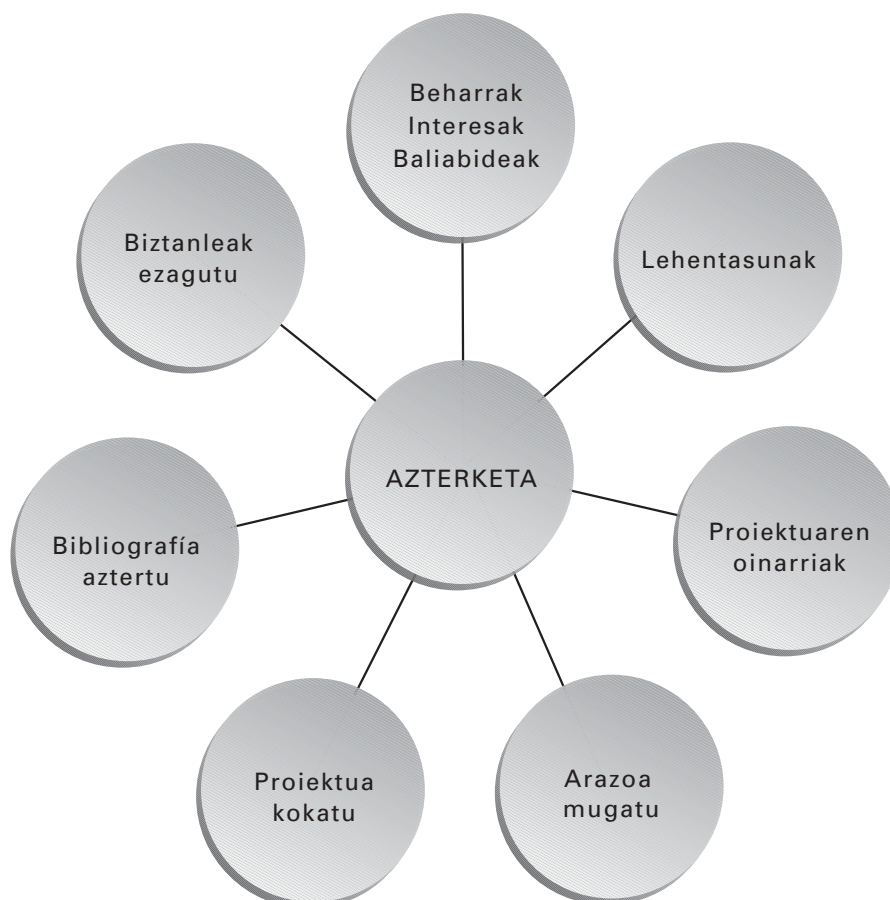 Beharrak
Interesak
Baliabideak
Biztanleak
ezagutu
Lehentasunak
AZTERKETA
Bibliografía
aztertu
Proiektuaren
oinarriak
Proiektua
kokatu
Arazoa
mugatu